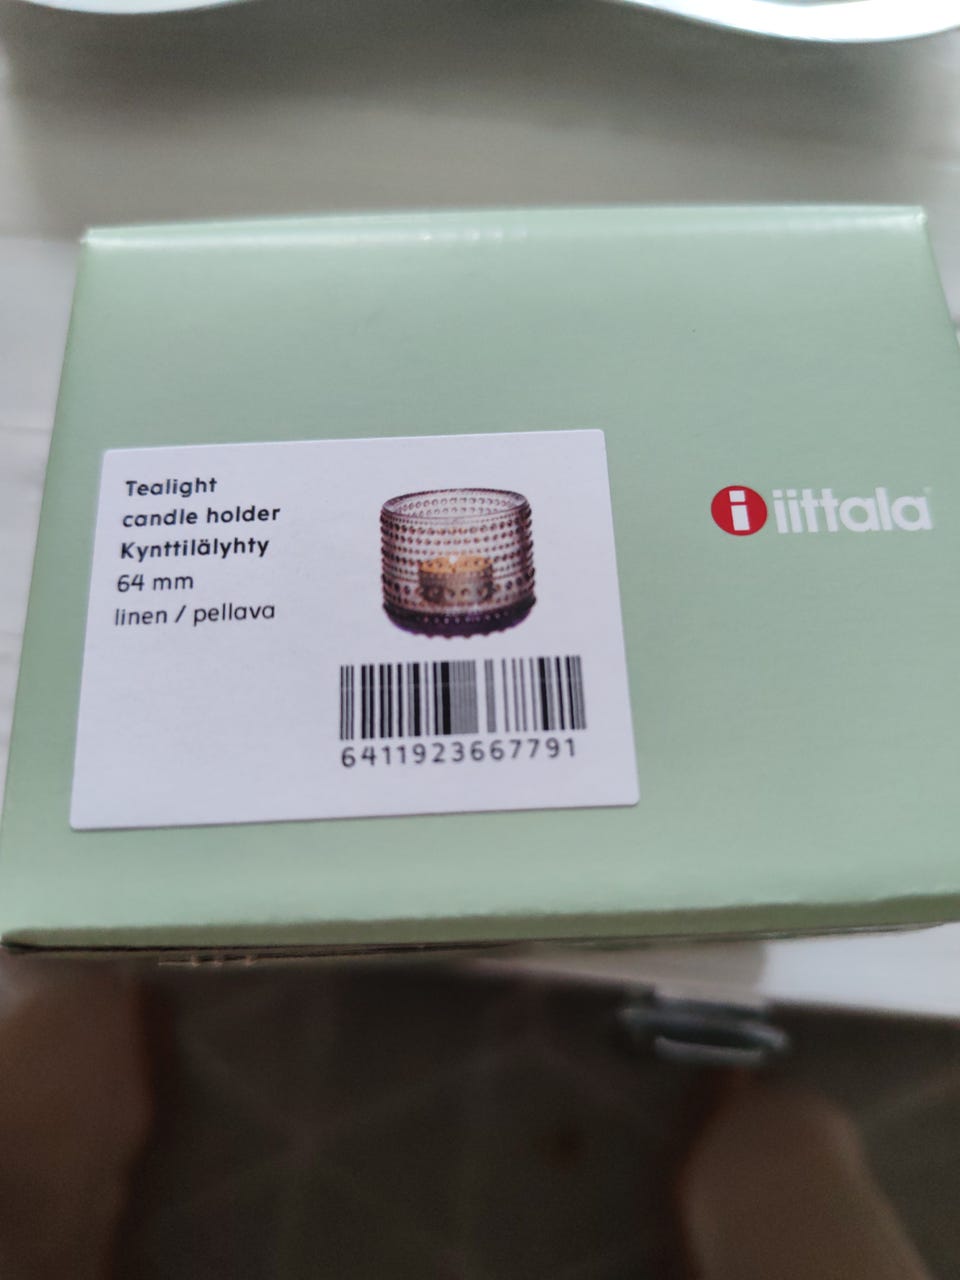 Tealight
candle holder
Kynttilälyhty
64 mm
linen / pellava
6411923667791
i iittala